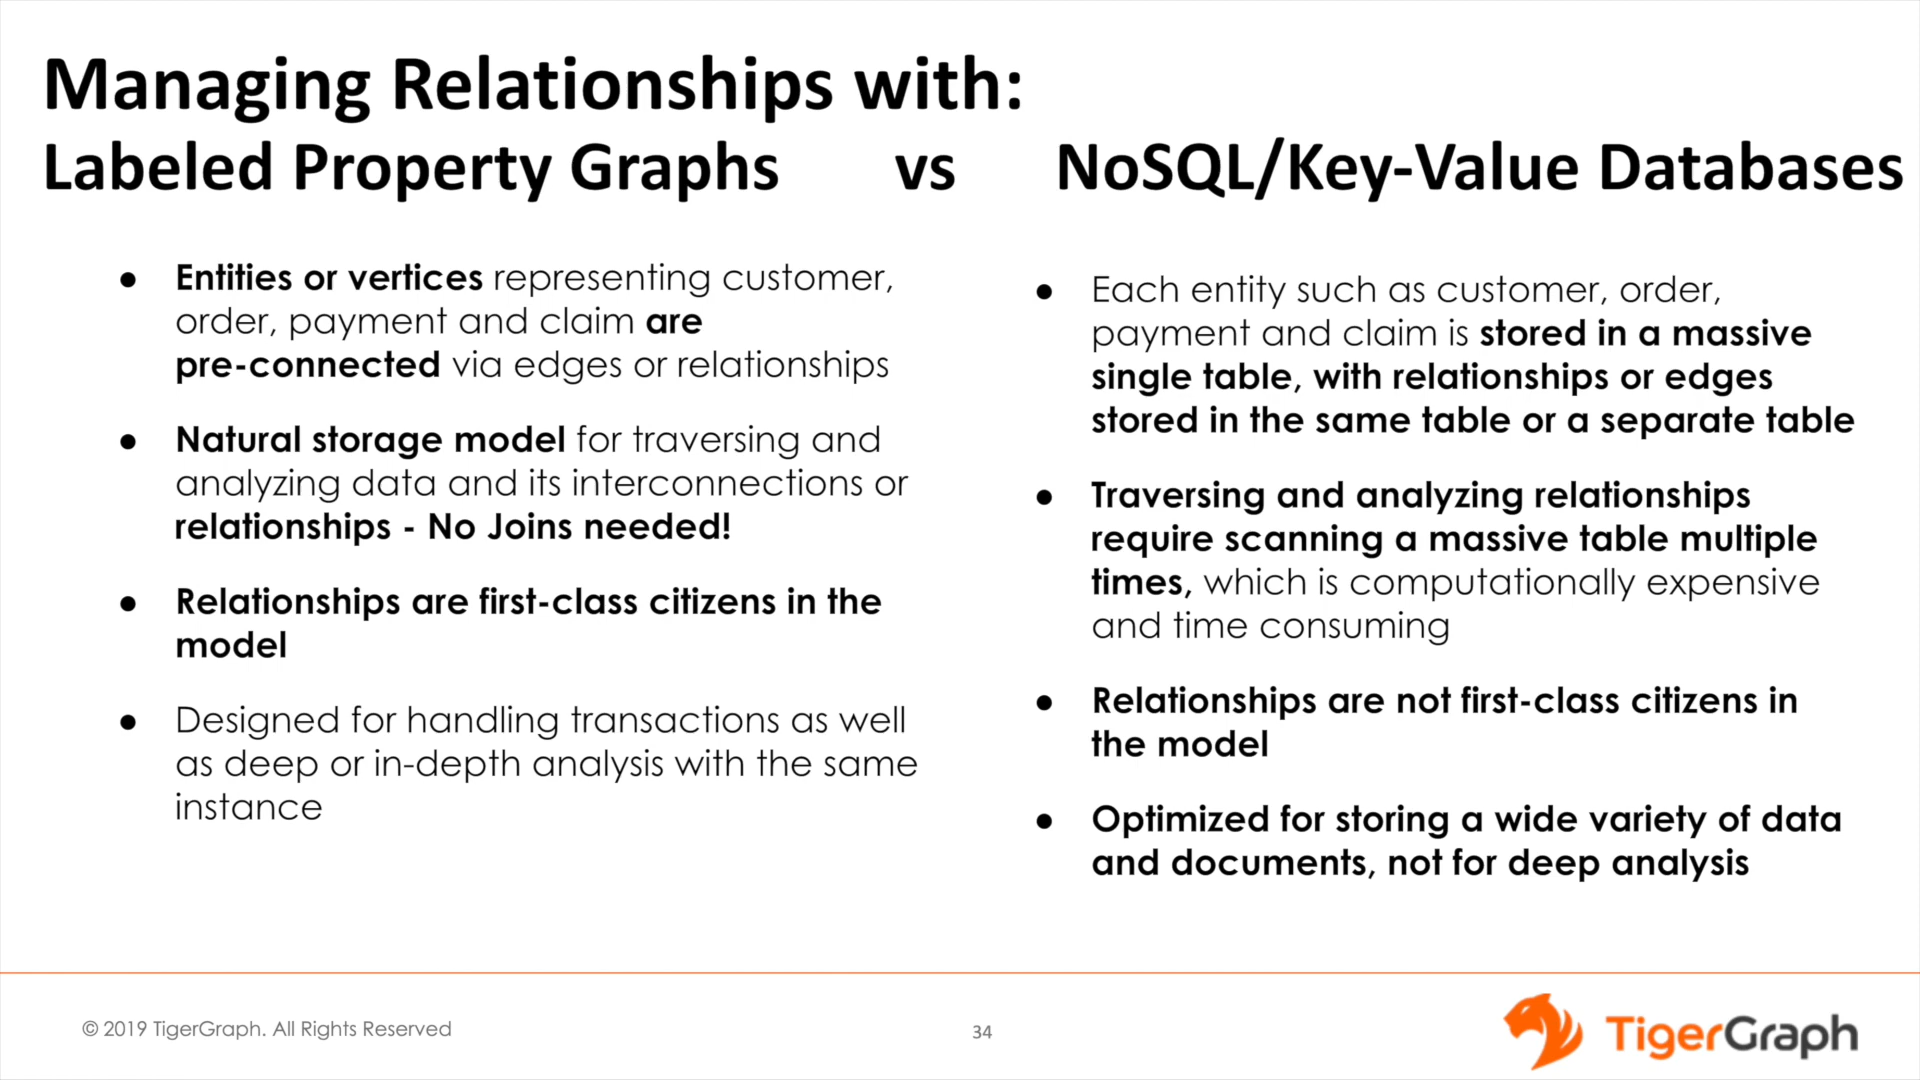 Managing Relationships with:
Labeled Property Graphs vs NoSQL/Key-Value Databases
● Entities or vertices representing customer,
order, payment and claim are
pre-connected via edges or relationships
● Natural storage model for traversing and
analyzing data and its interconnections or
relationships - No Joins needed!
● Relationships are first-class citizens in the
model
● Designed for handling transactions as well
as deep or in-depth analysis with the same
instance
● Each entity such as customer, order,
payment and claim is stored in a massive
single table, with relationships or edges
stored in the same table or a separate table
● Traversing and analyzing relationships
require scanning a massive table multiple
times, which is computationally expensive
and time consuming
● Relationships are not first-class citizens in
the model
● Optimized for storing a wide variety of data
and documents, not for deep analysis
© 2019 TigerGraph. All Rights Reserved
34
TigerGraph